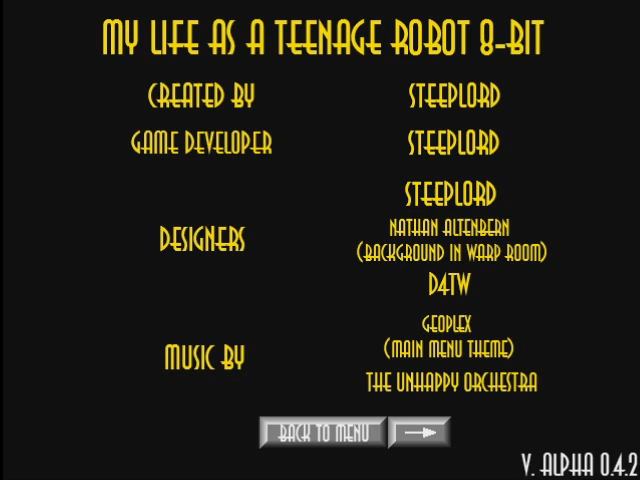 MY LIFE AS A TEENAGE ROBOT 8-BIT
CREATED BY
STEEPLORD
GAME DEVELOPER
STEEPLORD
DESIGNERS
STEEPLORD
NATHAN ALTENBERN
(BACKGROUND IN WARP ROOM)
D4TW
MUSIC BY
GEOPLEX
(MAIN MENU THEME)
THE UNHAPPY ORCHESTRA
BACK TO MENU
V. ALPHA 0.4.2